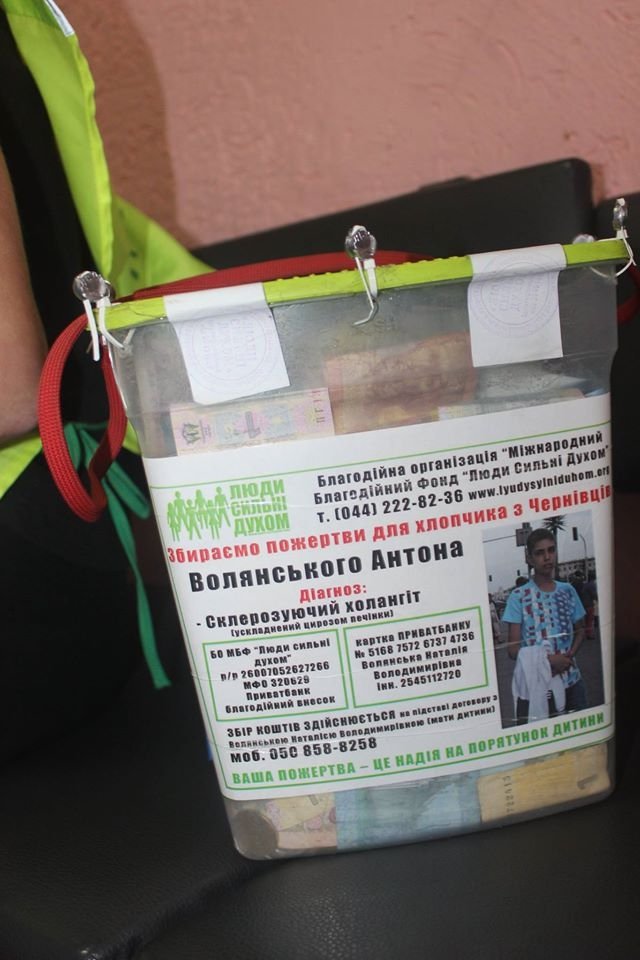 ЛЮДИ
СИЛЬНІ
ДУХОМ
Благодійна організація "Міжнародний
Благодійний Фонд "Люди Сильні Духом"
т. (044) 222-82-36 www.lyudysylniduhom.org
Збираємо пожертви для хлопчика з Чернівців
Волянського Антона
Діагноз:
- Склерозуючий холангіт
(ускладнений цирозом печінки)
БО МБФ "Люди сильні
духом"
р/р 26007052627266
МФО 320629
Приватбанк
Благодійний внесок
картка ПРИВАТБАНКУ
№ 5168 7572 6737 4736
Волянська Наталія
Володимирівна
Інн. 2545112720
ЗБІР КОШТІВ ЗДІЙСНЮЄТЬСЯ на підставі договору з
Волянською Наталією Володимирівною (мати дитини)
моб. 050 858-8258
ВАША ПОЖЕРТВА – ЦЕ НАДІЯ НА ПОРЯТУНОК ДИТИНИ